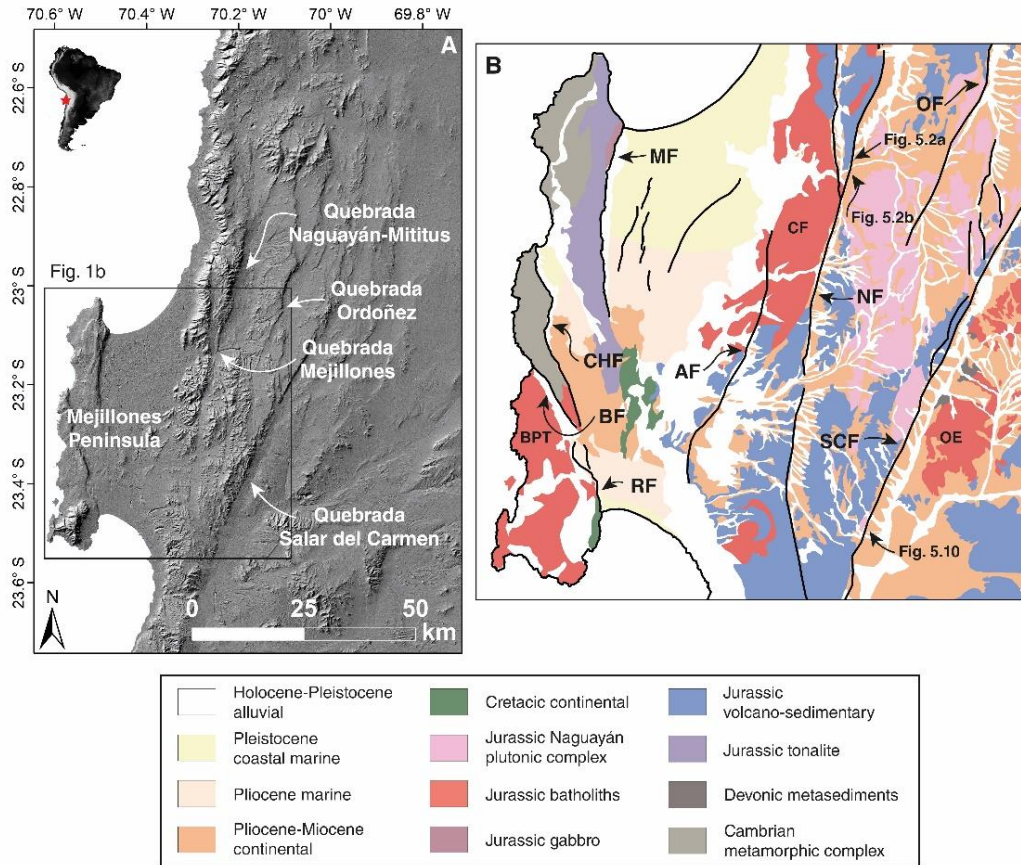 70.6° W
70.4° W
70.2° W
70° W
69.8° W
A
22.6° S
22.8° S
23° S
23.2° S
23.4° S
23.6° S
Quebrada
Naguayán-Mititus
Fig. 1b
Quebrada
Ordoñez
Quebrada
Mejillones
Mejillones
Peninsula
Quebrada
Salar del Carmen
N
0 25 50
km
B
OF
MF
Fig. 5.2a
Fig. 5.2b
CF
NF
CHF
AF
BF
BPT
SCF
OE
RF
Fig. 5.10
Holocene-Pleistocene
alluvial
Pleistocene
coastal marine
Pliocene marine
Pliocene-Miocene
continental
Cretacic continental
Jurassic Naguayán
plutonic complex
Jurassic batholiths
Jurassic gabbro
Jurassic
volcano-sedimentary
Jurassic tonalite
Devonic metasediments
Cambrian
metamorphic complex